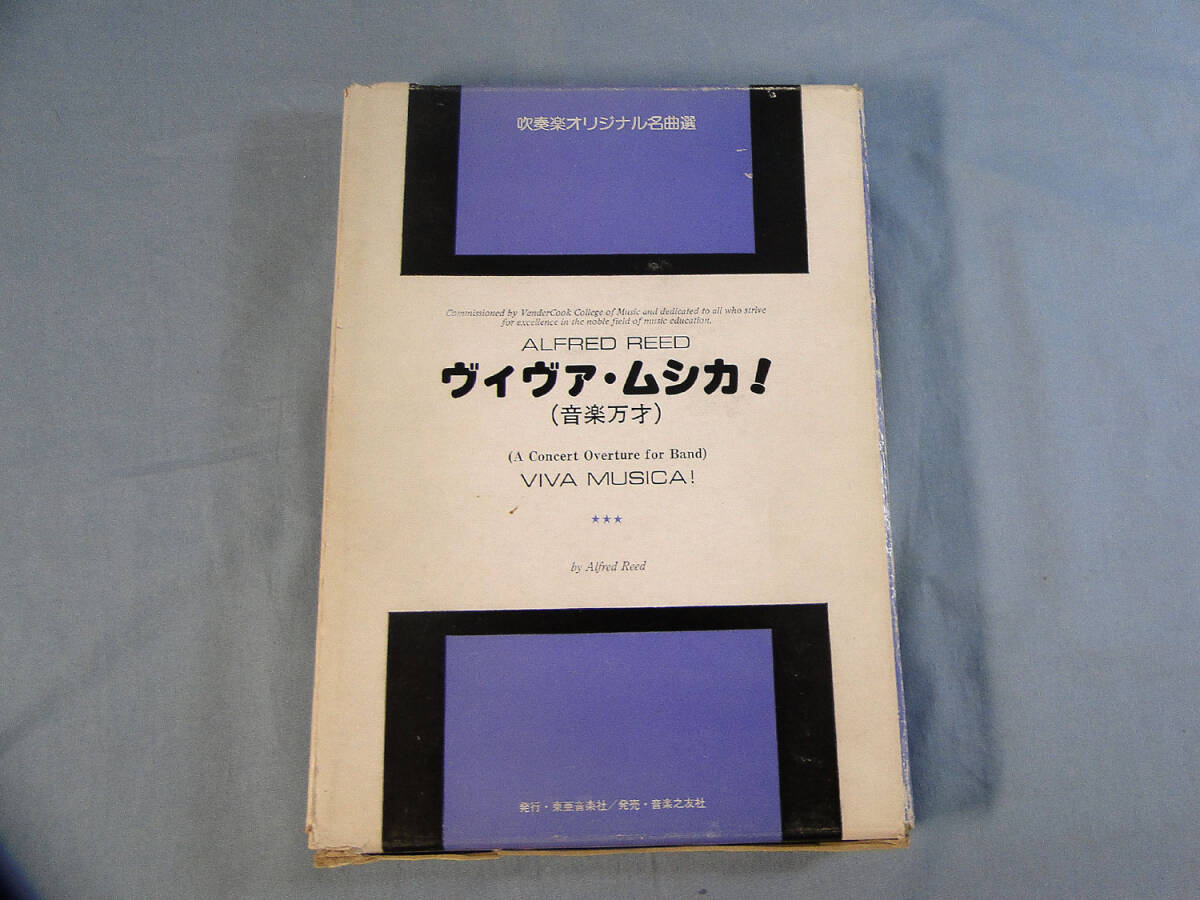 吹奏楽オリジナル名曲選
Commissioned by VanderCook College of Music and dedicated to all who strive
for excellence in the noble field of music education.
ALFRED REED
ヴィヴァ・ムシカ!
(音楽万才)
(A Concert Overture for Band)
VIVA MUSICA!
★★★
by Alfred Reed
発行・東亜音楽社/発売・音楽之友社